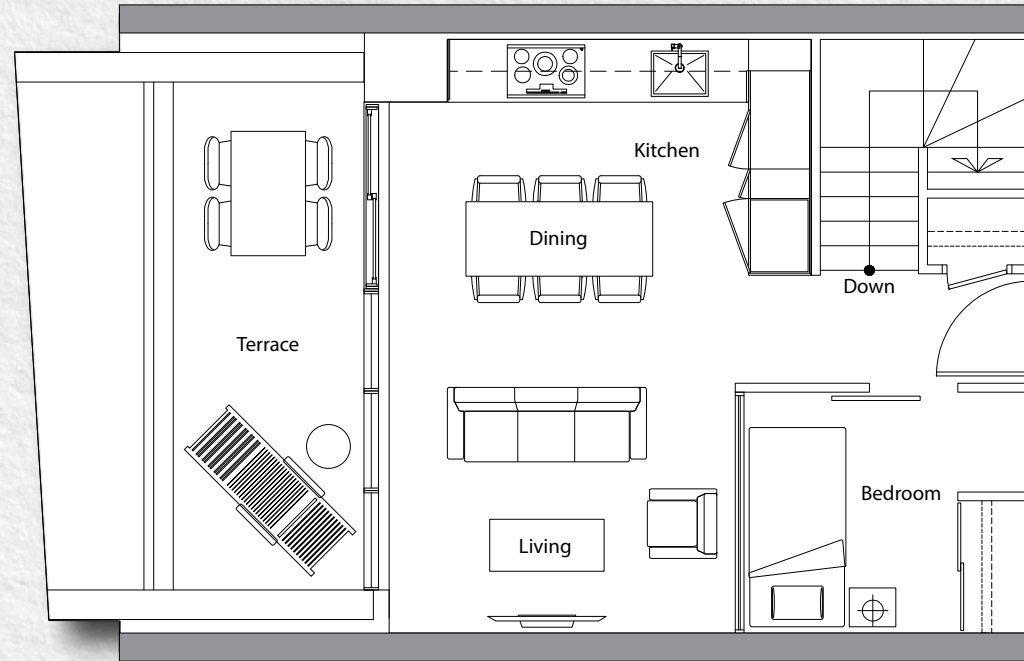 Kitchen
Dining
Down
Terrace
Bedroom
Living